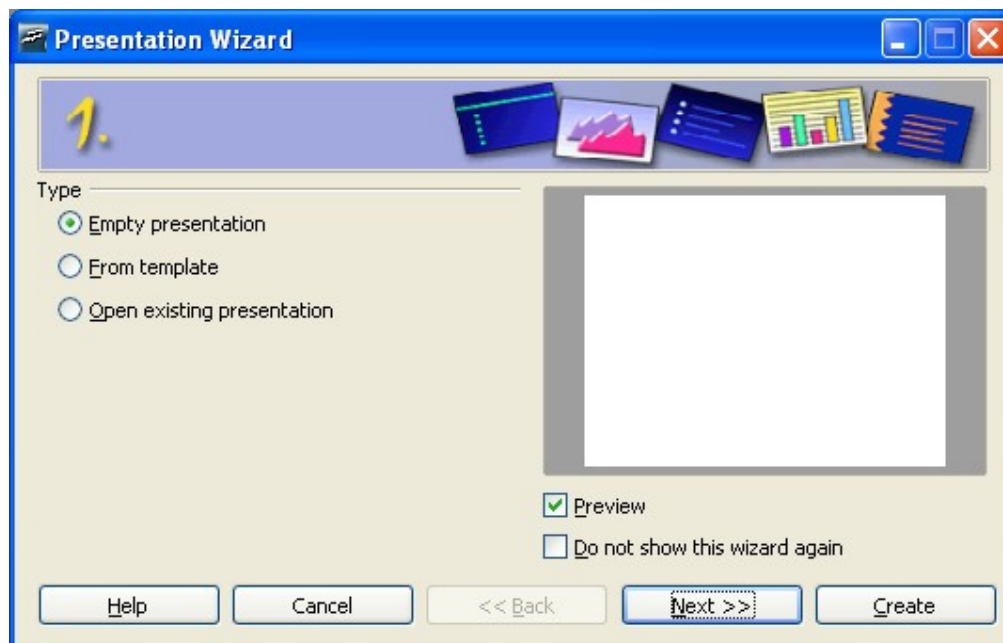 Presentation Wizard
1.
Type
Empty presentation
From template
Open existing presentation
Preview
Do not show this wizard again
Help Cancel << Back Next >> Create